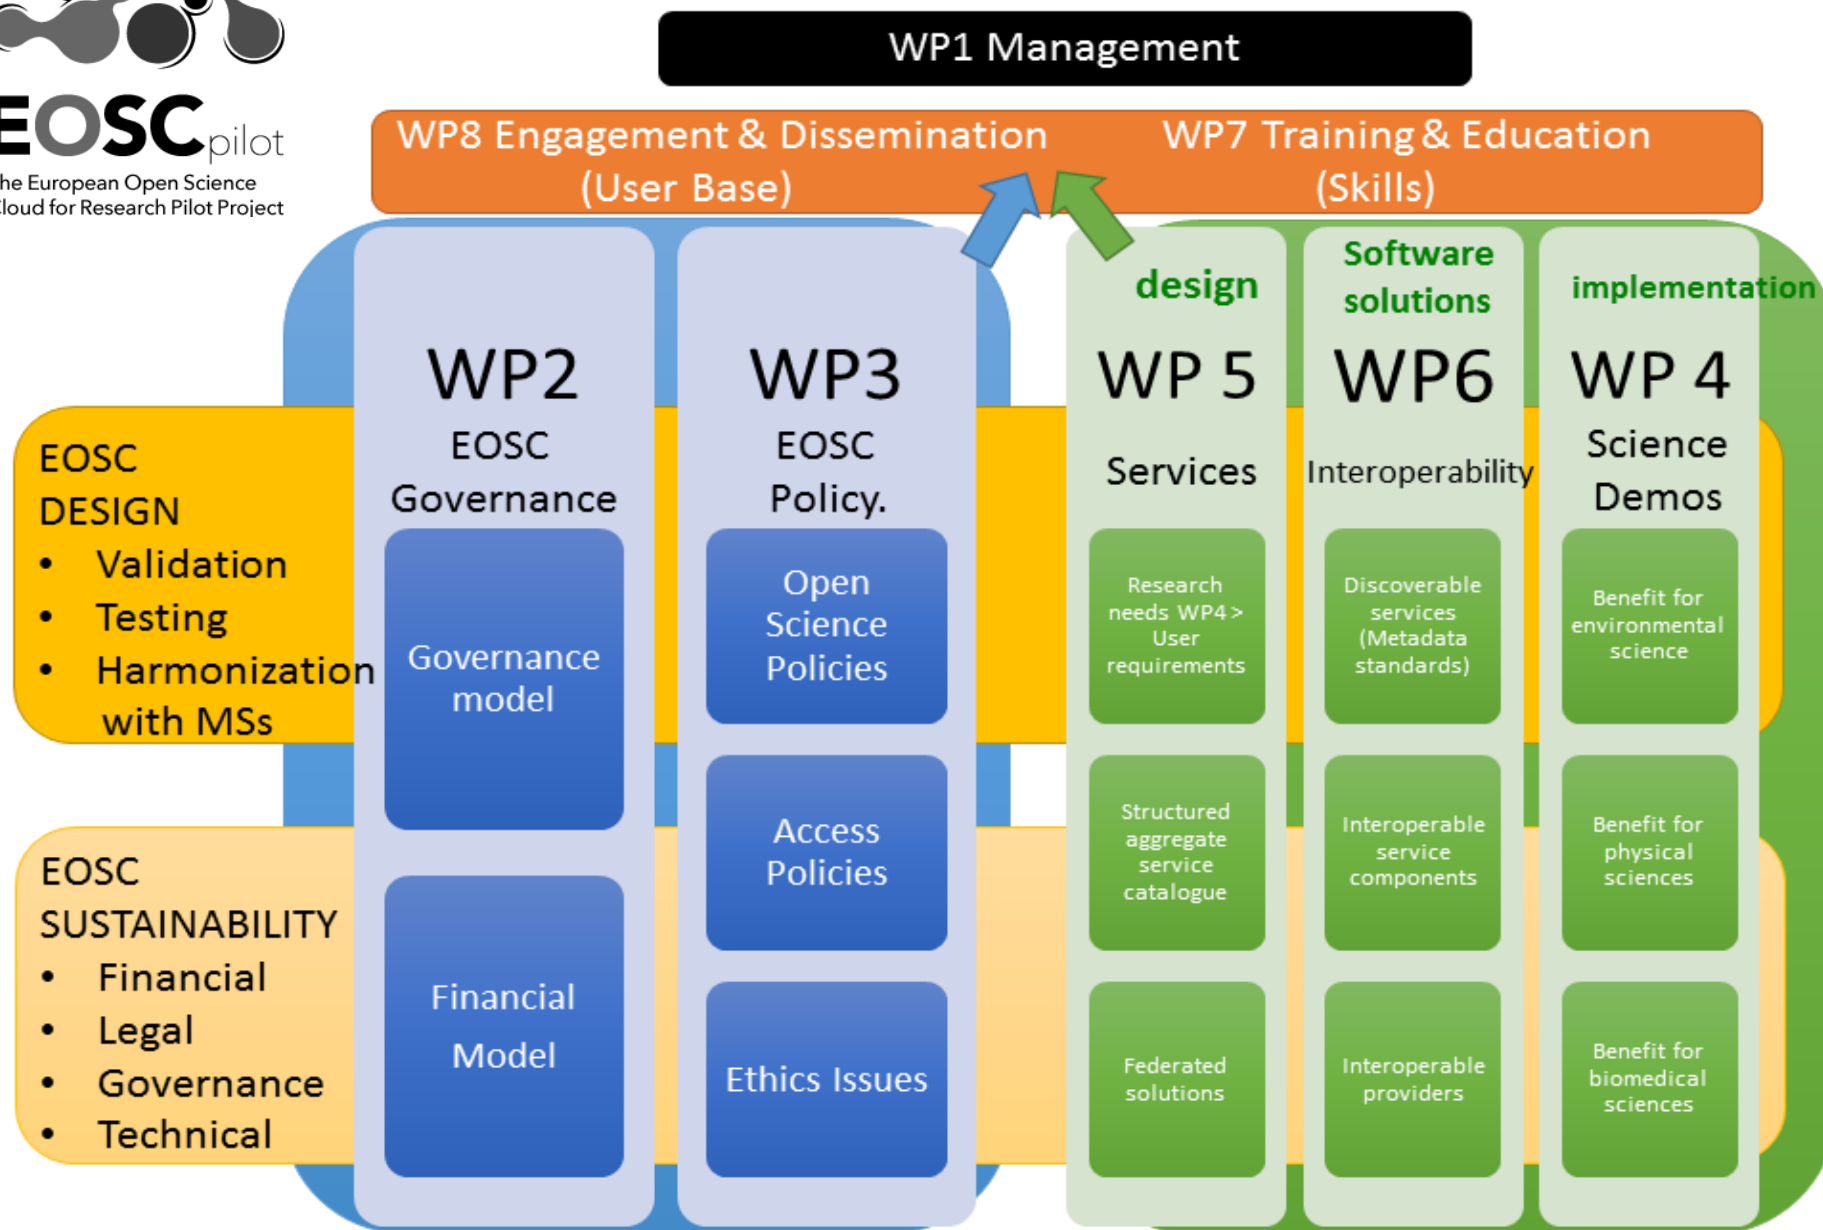 WP1 Management
EOSCpilot
he European Open Science
Cloud for Research Pilot Project
WP8 Engagement & Dissemination
(User Base)
WP7 Training & Education
(Skills)
EOSC
DESIGN
• Validation
• Testing
• Harmonization
with MSs
EOSC
SUSTAINABILITY
• Financial
• Legal
• Governance
• Technical
WP2
EOSC
Governance
Governance
model
Financial
Model
WP3
EOSC
Policy.
Open
Science
Policies
Access
Policies
Ethics Issues
design
WP 5
Services
Research
needs WP4 >
User
requirements
Structured
aggregate
service
catalogue
Federated
solutions
Software
solutions
WP6
Interoperability
Discoverable
services
(Metadata
standards)
Interoperable
service
components
Interoperable
providers
implementation
WP 4
Science
Demos
Benefit for
environmental
science
Benefit for
physical
sciences
Benefit for
biomedical
sciences